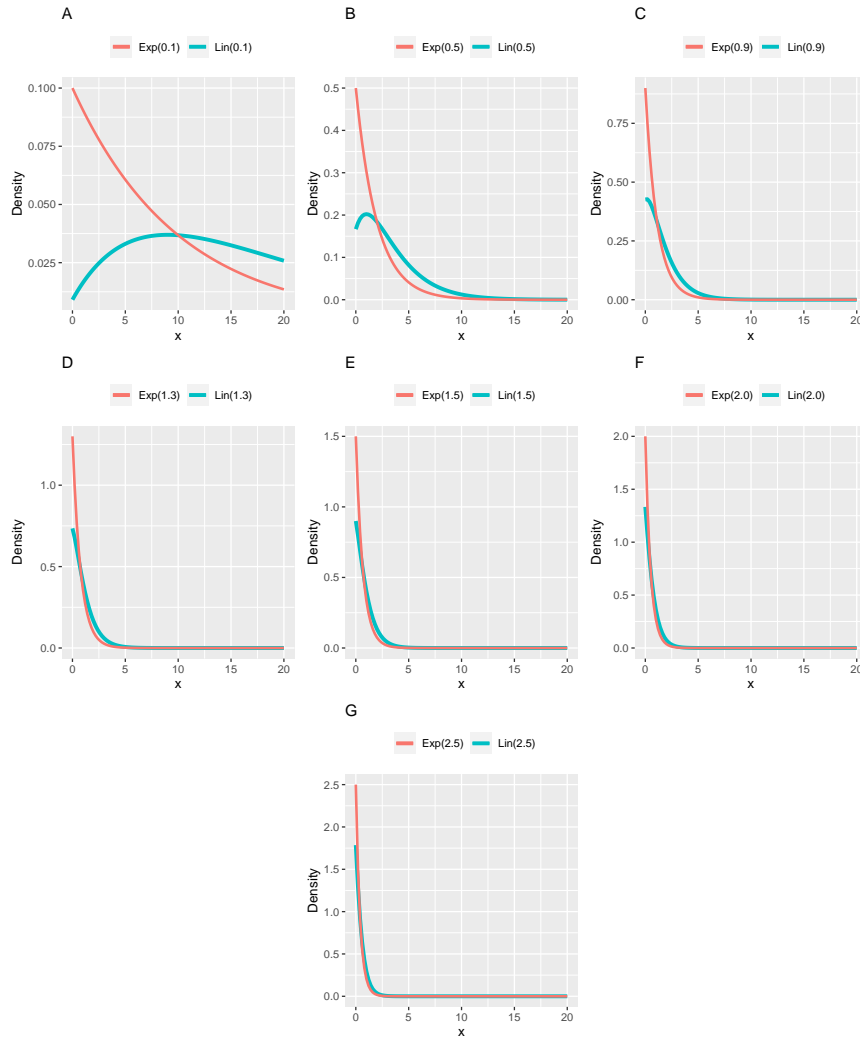 A
B
C
Exp(0.1) Lin(0.1)
Exp(0.5) Lin(0.5)
Exp(0.9) Lin(0.9)
Density
0.100
0.075
0.050
0.025
0 5 10 15 20
x
Density
0.5
0.4
0.3
0.2
0.1
0.0
0 5 10 15 20
x
Density
0.75
0.50
0.25
0.00
0 5 10 15 20
x
D
E
F
Exp(1.3) Lin(1.3)
Exp(1.5) Lin(1.5)
Exp(2.0) Lin(2.0)
Density
1.0
0.5
0.0
0 5 10 15 20
x
Density
1.5
1.0
0.5
0.0
0 5 10 15 20
x
Density
2.0
1.5
1.0
0.5
0.0
0 5 10 15 20
x
G
Exp(2.5) Lin(2.5)
Density
2.5
2.0
1.5
1.0
0.5
0.0
0 5 10 15 20
x